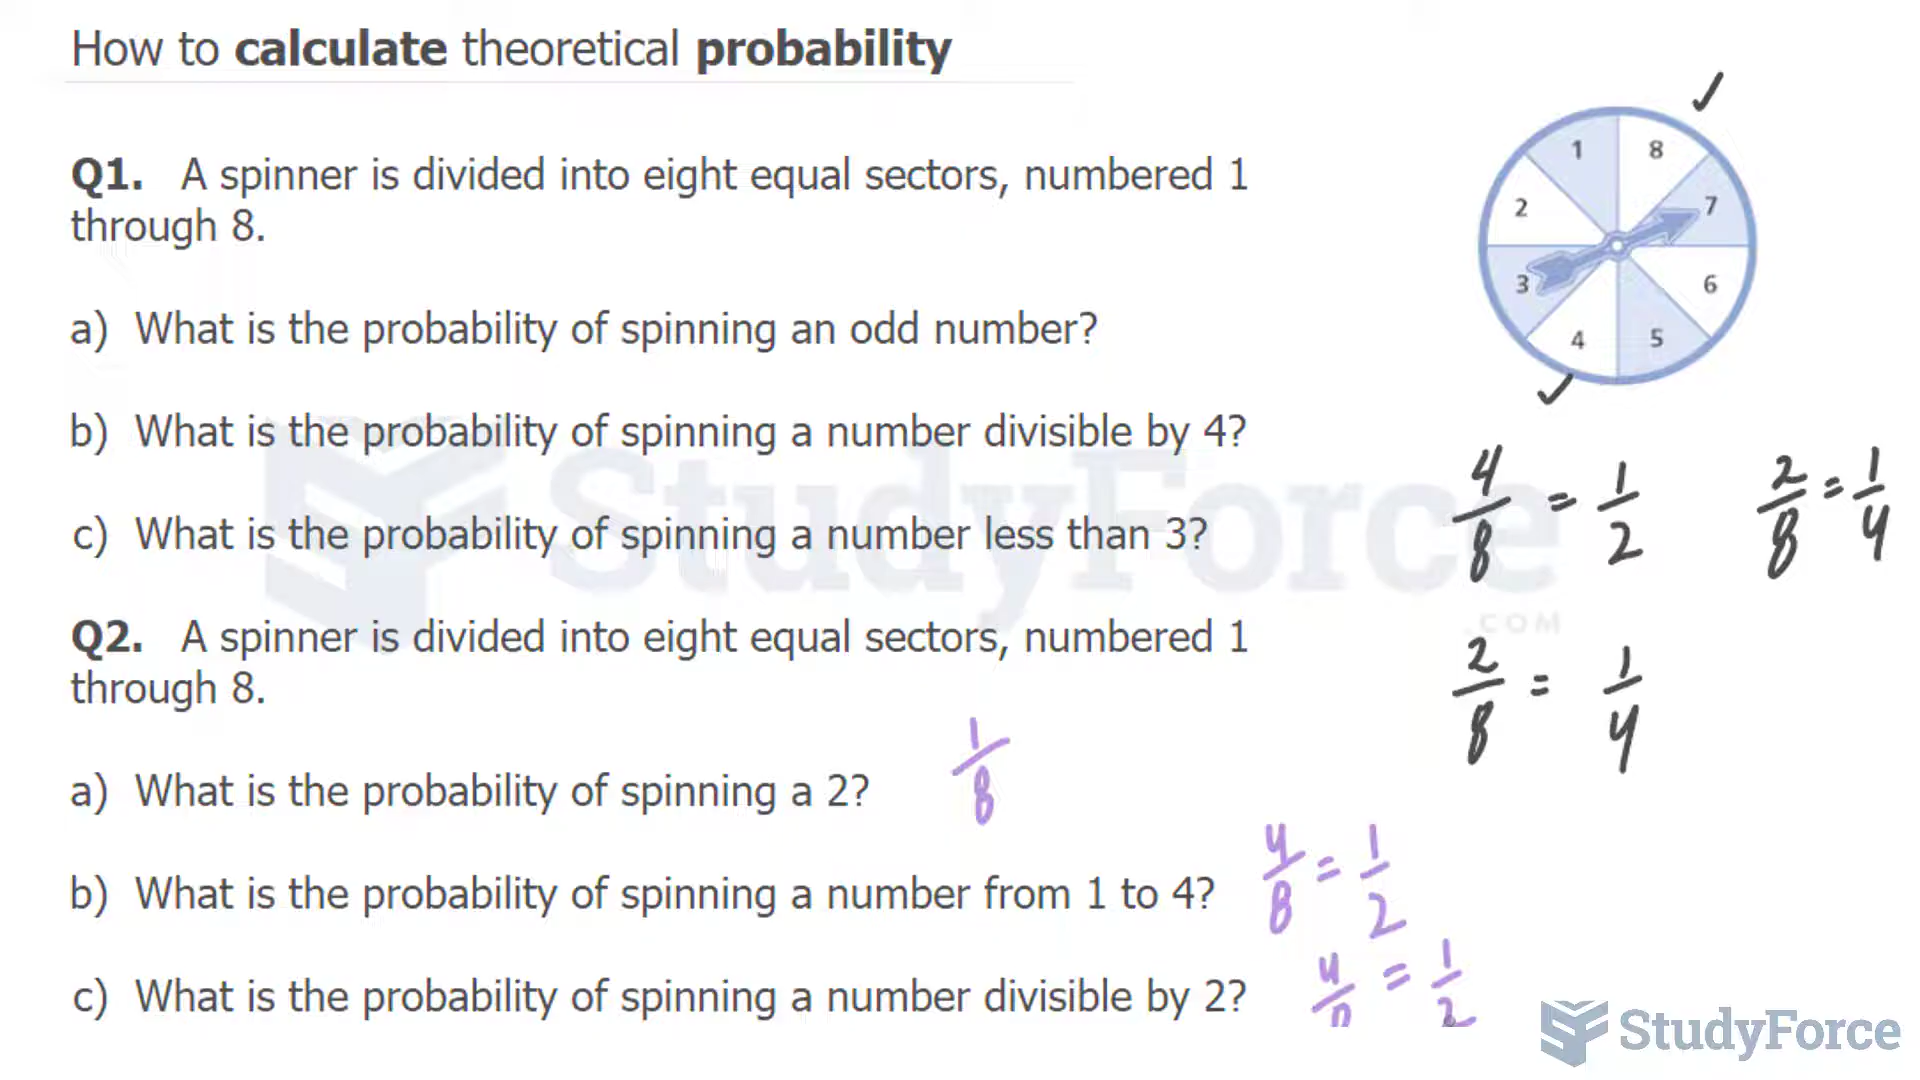 How to calculate theoretical probability
Q1. A spinner is divided into eight equal sectors, numbered 1
through 8.
a) What is the probability of spinning an odd number?
b) What is the probability of spinning a number divisible by 4?
c) What is the probability of spinning a number less than 3?
1 8
2 7
3 6
4 5
4/8 = 1/2 2/8 = 1/4
2/8 = 1/4
StudyForce
.COM
Q2. A spinner is divided into eight equal sectors, numbered 1
through 8.
a) What is the probability of spinning a 2? 1/8
b) What is the probability of spinning a number from 1 to 4? 4/8 = 1/2
c) What is the probability of spinning a number divisible by 2? 4/8 = 1/2
StudyForce